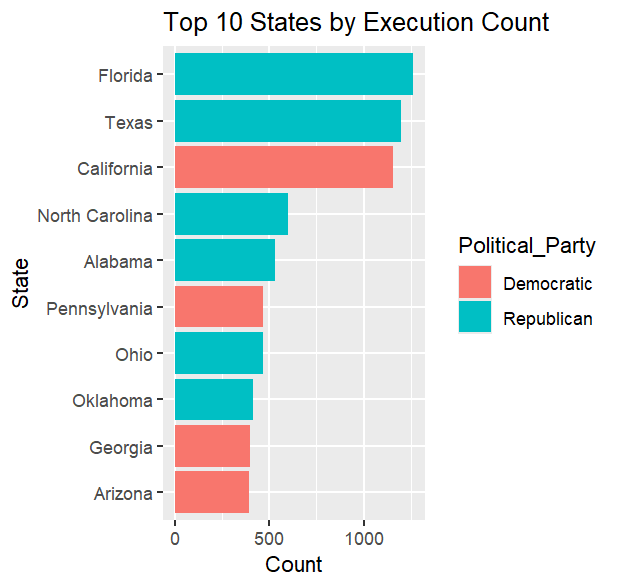 Top 10 States by Execution Count
Florida
Texas
California
North Carolina
Alabama
Pennsylvania
Ohio
Oklahoma
Georgia
Arizona
State
0 500 1000
Count
Political_Party
Democratic
Republican